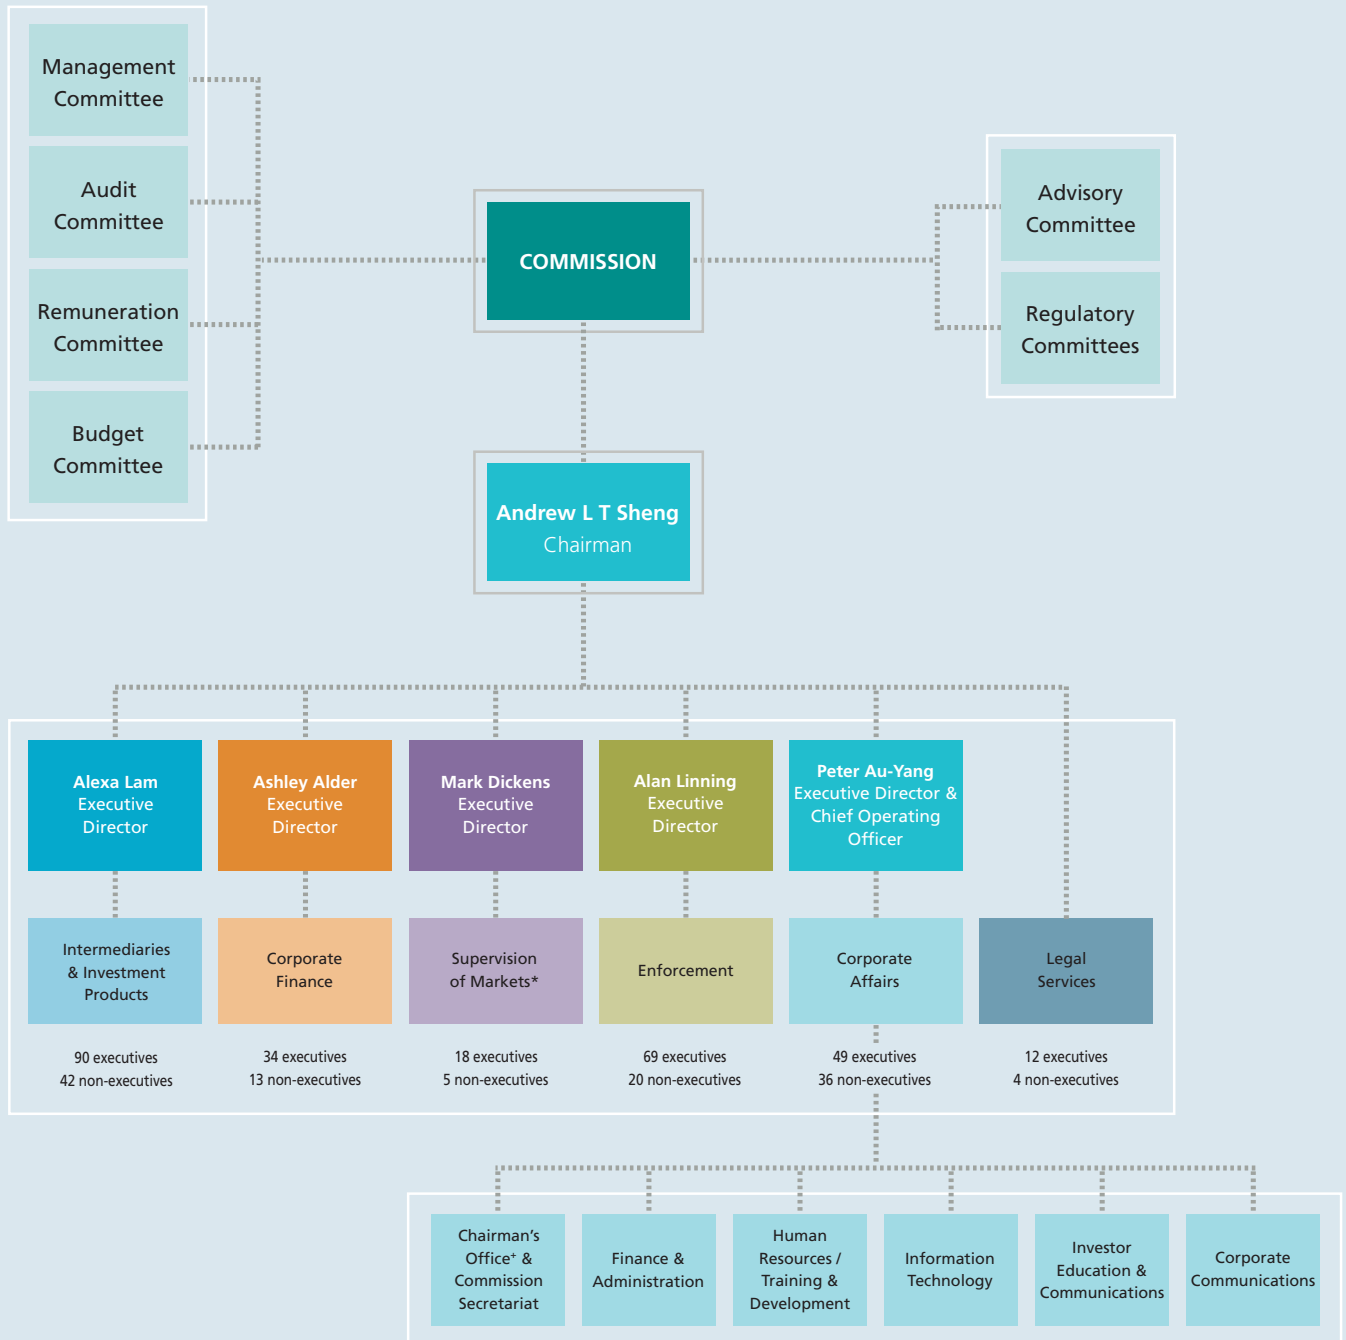 Management
Committee
Audit
Committee
Remuneration
Committee
Budget
Committee
COMMISSION
Advisory
Committee
Regulatory
Committees
Andrew L T Sheng
Chairman
Alexa Lam
Executive
Director
Ashley Alder
Executive
Director
Mark Dickens
Executive
Director
Alan Linning
Executive
Director
Peter Au-Yang
Executive Director &
Chief Operating
Officer
Intermediaries
& Investment
Products
Corporate
Finance
Supervision
of Markets*
Enforcement
Corporate
Affairs
Legal
Services
90 executives
42 non-executives
34 executives
13 non-executives
18 executives
5 non-executives
69 executives
20 non-executives
49 executives
36 non-executives
12 executives
4 non-executives
Chairman's
Office+ &
Commission
Secretariat
Finance &
Administration
Human
Resources /
Training &
Development
Information
Technology
Investor
Education &
Communications
Corporate
Communications